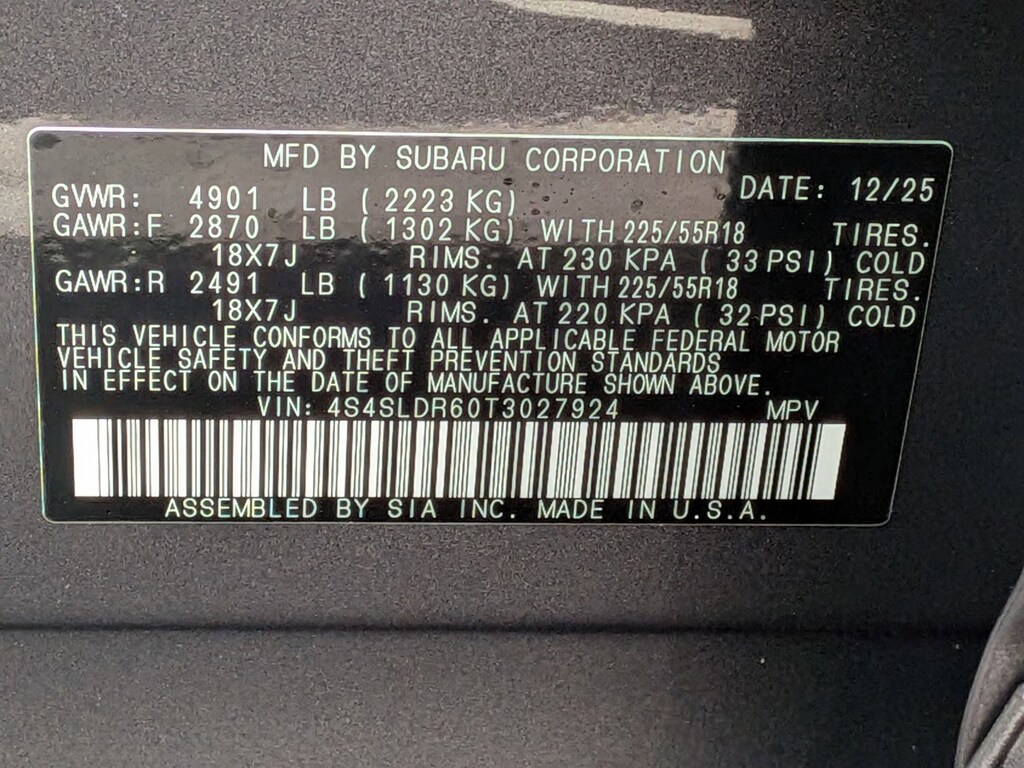 MFD BY SUBARU CORPORATION
GVWR: 4901 LB ( 2223 KG) DATE: 12/25
GAWR:F 2870 LB ( 1302 KG) WITH 225/55R18 TIRES.
18X7J RIMS. AT 230 KPA ( 33 PSI) COLD
GAWR:R 2491 LB ( 1130 KG) WITH 225/55R18 TIRES.
18X7J RIMS. AT 220 KPA ( 32 PSI) COLD
THIS VEHICLE CONFORMS TO ALL APPLICABLE FEDERAL MOTOR
VEHICLE SAFETY AND THEFT PREVENTION STANDARDS
IN EFFECT ON THE DATE OF MANUFACTURE SHOWN ABOVE.
VIN: 4S4SLDR60T3027924 MPV
ASSEMBLED BY SIA INC. MADE IN U.S.A.